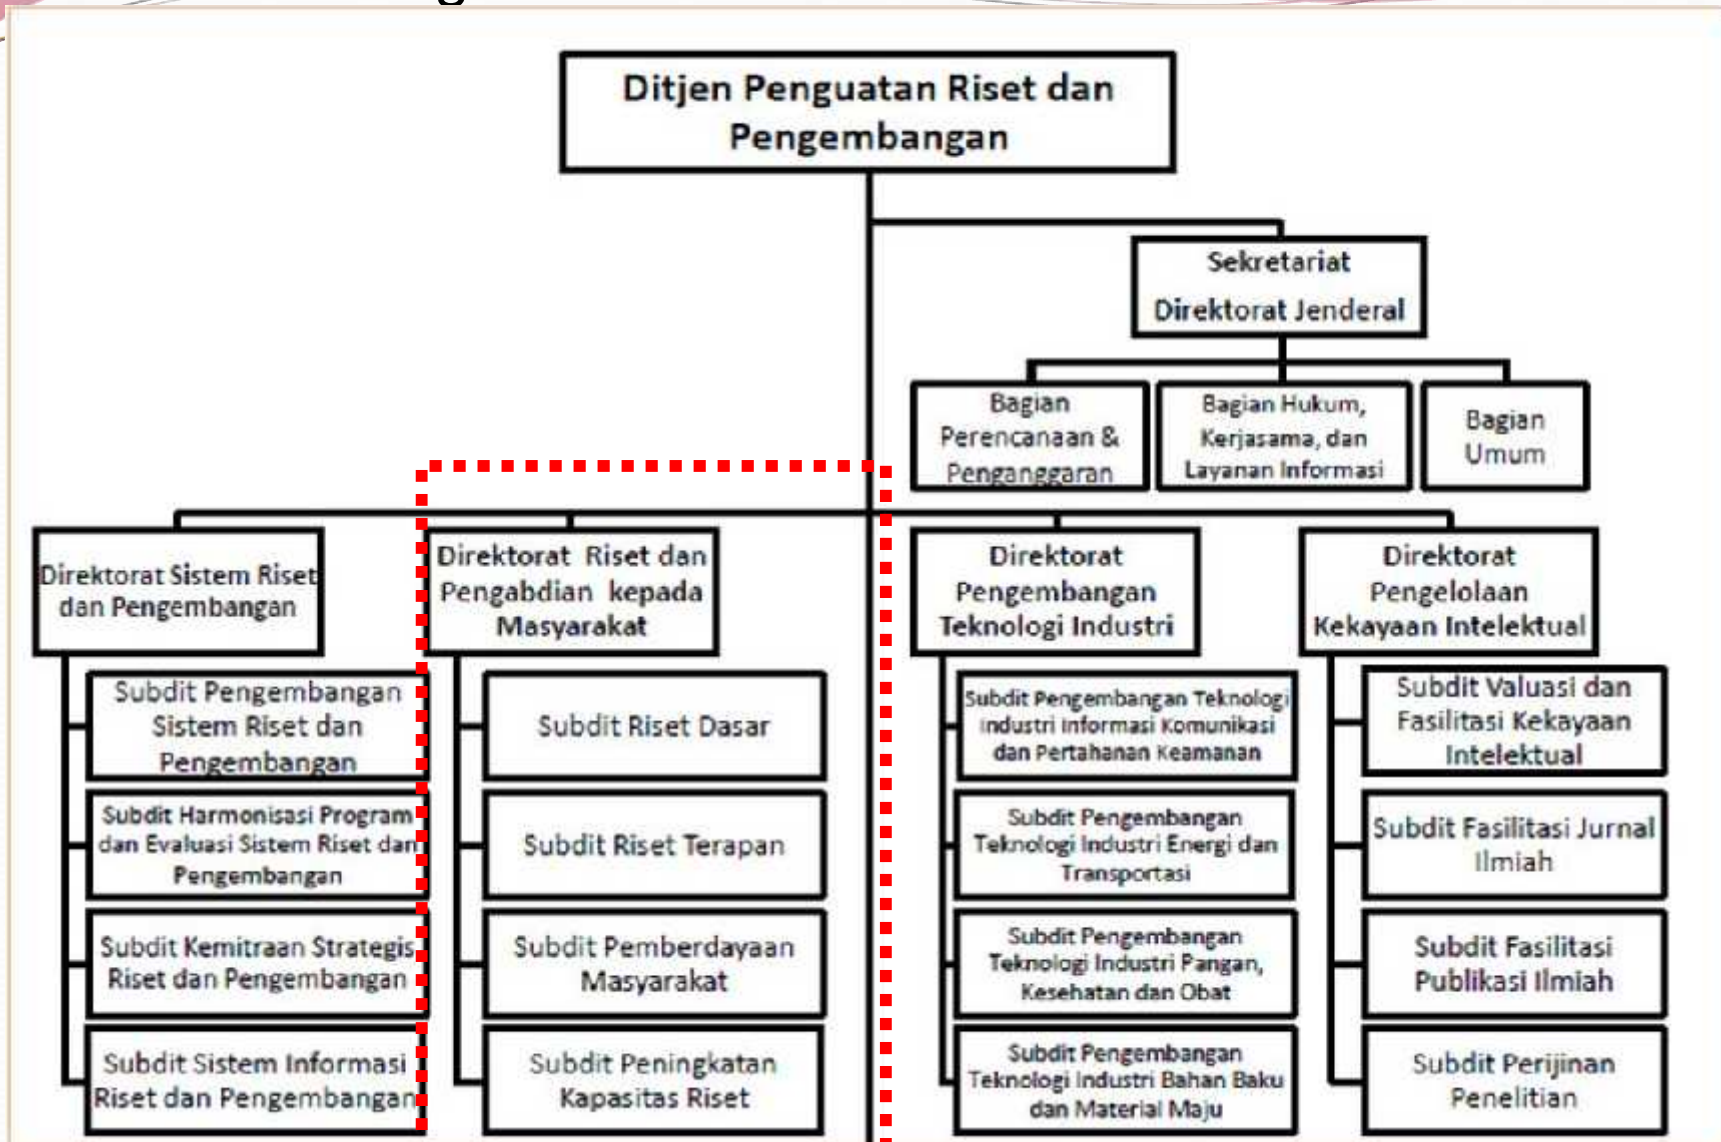 Ditjen Penguatan Riset dan
Pengembangan
Sekretariat
Direktorat Jenderal
Bagian
Perencanaan &
Penganggaran
Bagian Hukum,
Kerjasama, dan
Layanan Informasi
Bagian
Umum
Direktorat Sistem Riset
dan Pengembangan
Subdit Pengembangan
Sistem Riset dan
Pengembangan
Subdit Harmonisasi Program
dan Evaluasi Sistem Riset dan
Pengembangan
Subdit Kemitraan Strategis
Riset dan Pengembangan
Subdit Sistem Informasi
Riset dan Pengembangan
Direktorat Riset dan
Pengabdian kepada
Masyarakat
Subdit Riset Dasar
Subdit Riset Terapan
Subdit Pemberdayaan
Masyarakat
Subdit Peningkatan
Kapasitas Riset
Direktorat
Pengembangan
Teknologi Industri
Subdit Pengembangan Teknologi
Industri Informasi Komunikasi
dan Pertahanan Keamanan
Subdit Pengembangan
Teknologi Industri Energi dan
Transportasi
Subdit Pengembangan
Teknologi Industri Pangan,
Kesehatan dan Obat
Subdit Pengembangan
Teknologi Industri Bahan Baku
dan Material Maju
Direktorat
Pengelolaan
Kekayaan Intelektual
Subdit Valuasi dan
Fasilitasi Kekayaan
Intelektual
Subdit Fasilitasi Jurnal
Ilmiah
Subdit Fasilitasi
Publikasi Ilmiah
Subdit Perijinan
Penelitian